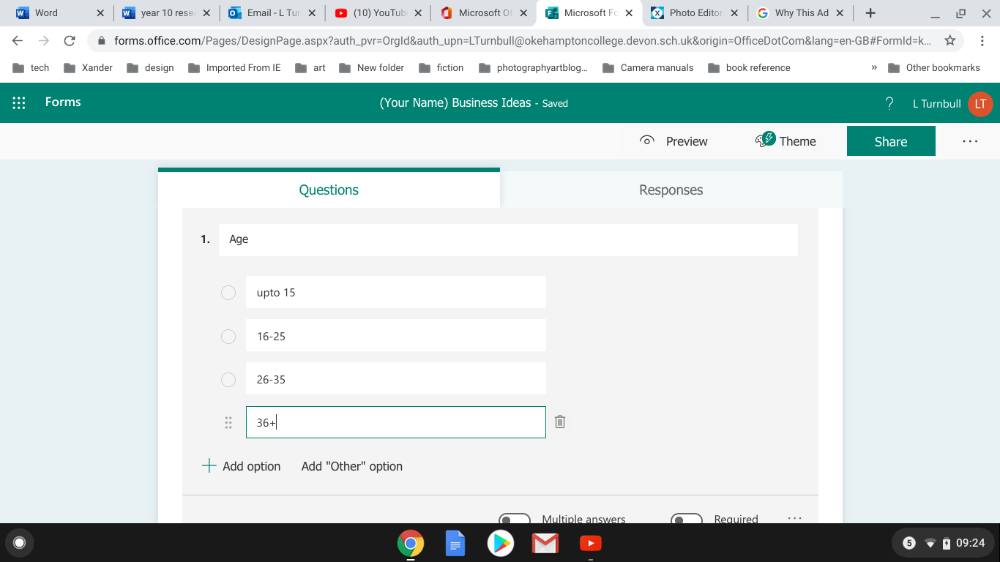 Word
year 10 rese
Email - L Tur
(10) YouTub
Microsoft Of
Microsoft Fo
Photo Editor
Why This Ad
forms.office.com/Pages/DesignPage.aspx?auth_pvr=OrgId&auth_upn=LTurnbull@okehamptoncollege.devon.sch.uk&origin=OfficeDotCom&lang=en-GB#FormId=k...
tech
Xander
design
Imported From IE
art
New folder
fiction
photographyartblog...
Camera manuals
book reference
»
Other bookmarks
Forms
(Your Name) Business Ideas - Saved
?
L Turnbull
LT
Preview
Theme
Share
Questions
Responses
1.
Age
upto 15
16-25
26-35
36+
Add option
Add "Other" option
Multiple answers
Required
5
09:24